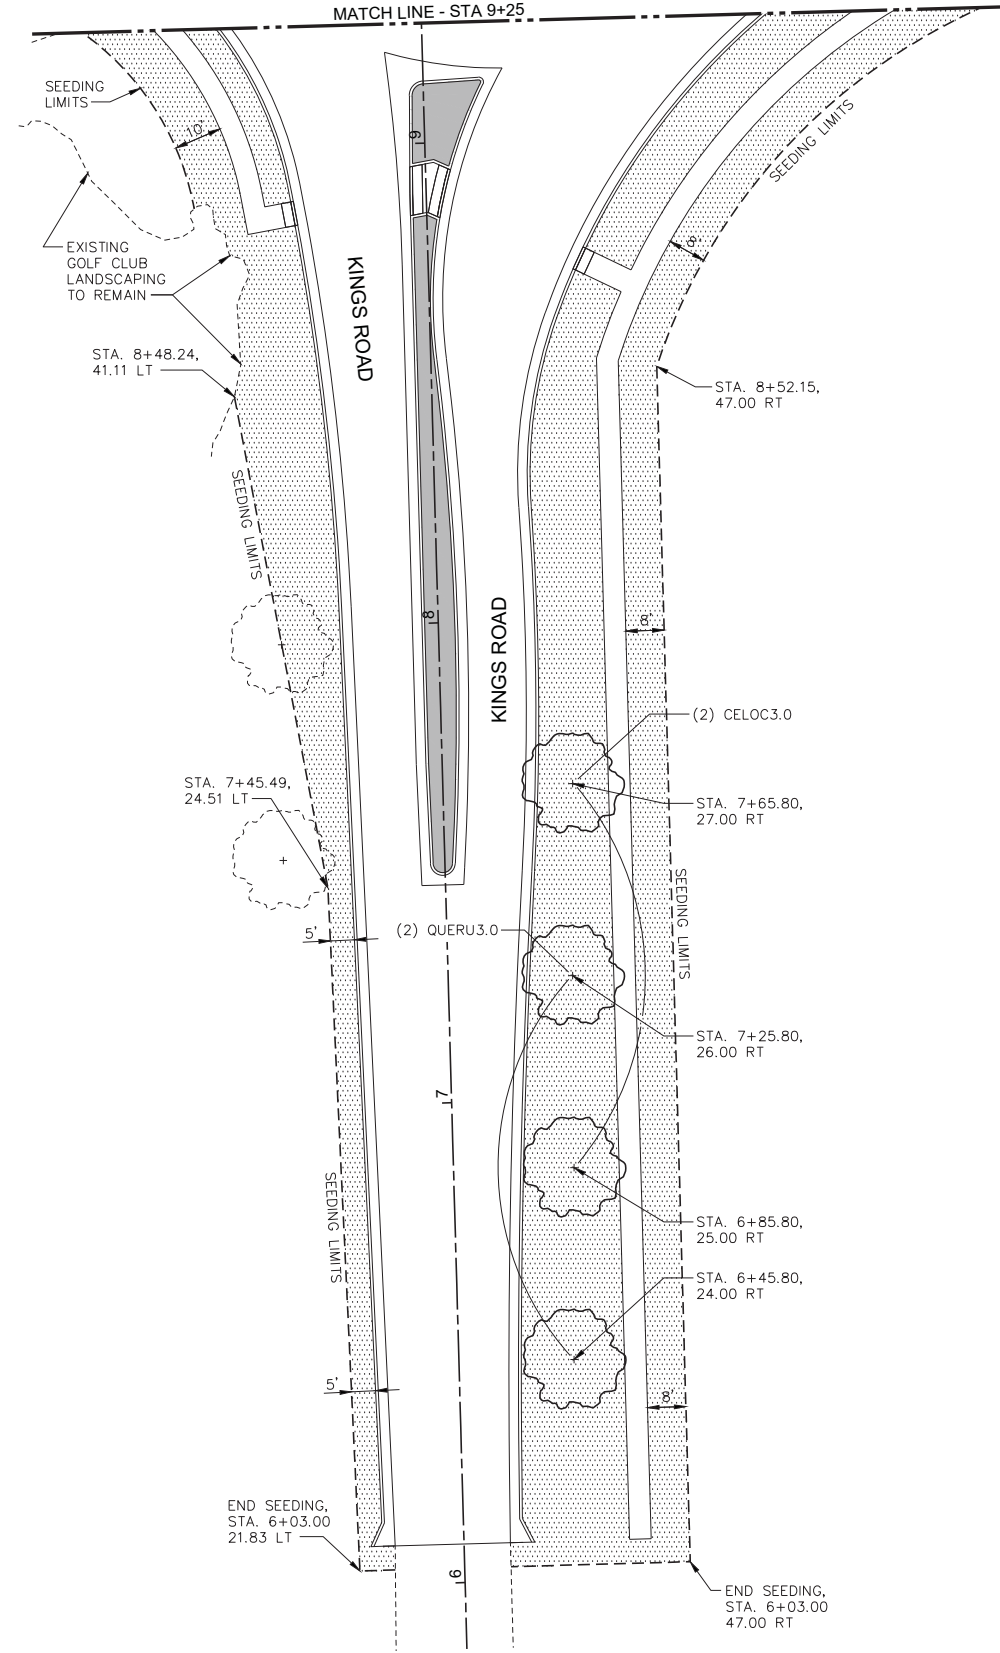 MATCH LINE - STA 9+25
SEEDING
LIMITS
10'
9
SEEDING LIMITS
8'
EXISTING
GOLF CLUB
LANDSCAPING
TO REMAIN
KINGS ROAD
STA. 8+48.24,
41.11 LT
STA. 8+52.15,
47.00 RT
SEEDING LIMITS
8
8'
KINGS ROAD
(2) CELOC3.0
STA. 7+45.49,
24.51 LT
STA. 7+65.80,
27.00 RT
SEEDING LIMITS
5'
(2) QUERU3.0
STA. 7+25.80,
26.00 RT
7
SEEDING LIMITS
STA. 6+85.80,
25.00 RT
STA. 6+45.80,
24.00 RT
5'
8'
END SEEDING,
STA. 6+03.00
21.83 LT
6
END SEEDING,
STA. 6+03.00
47.00 RT